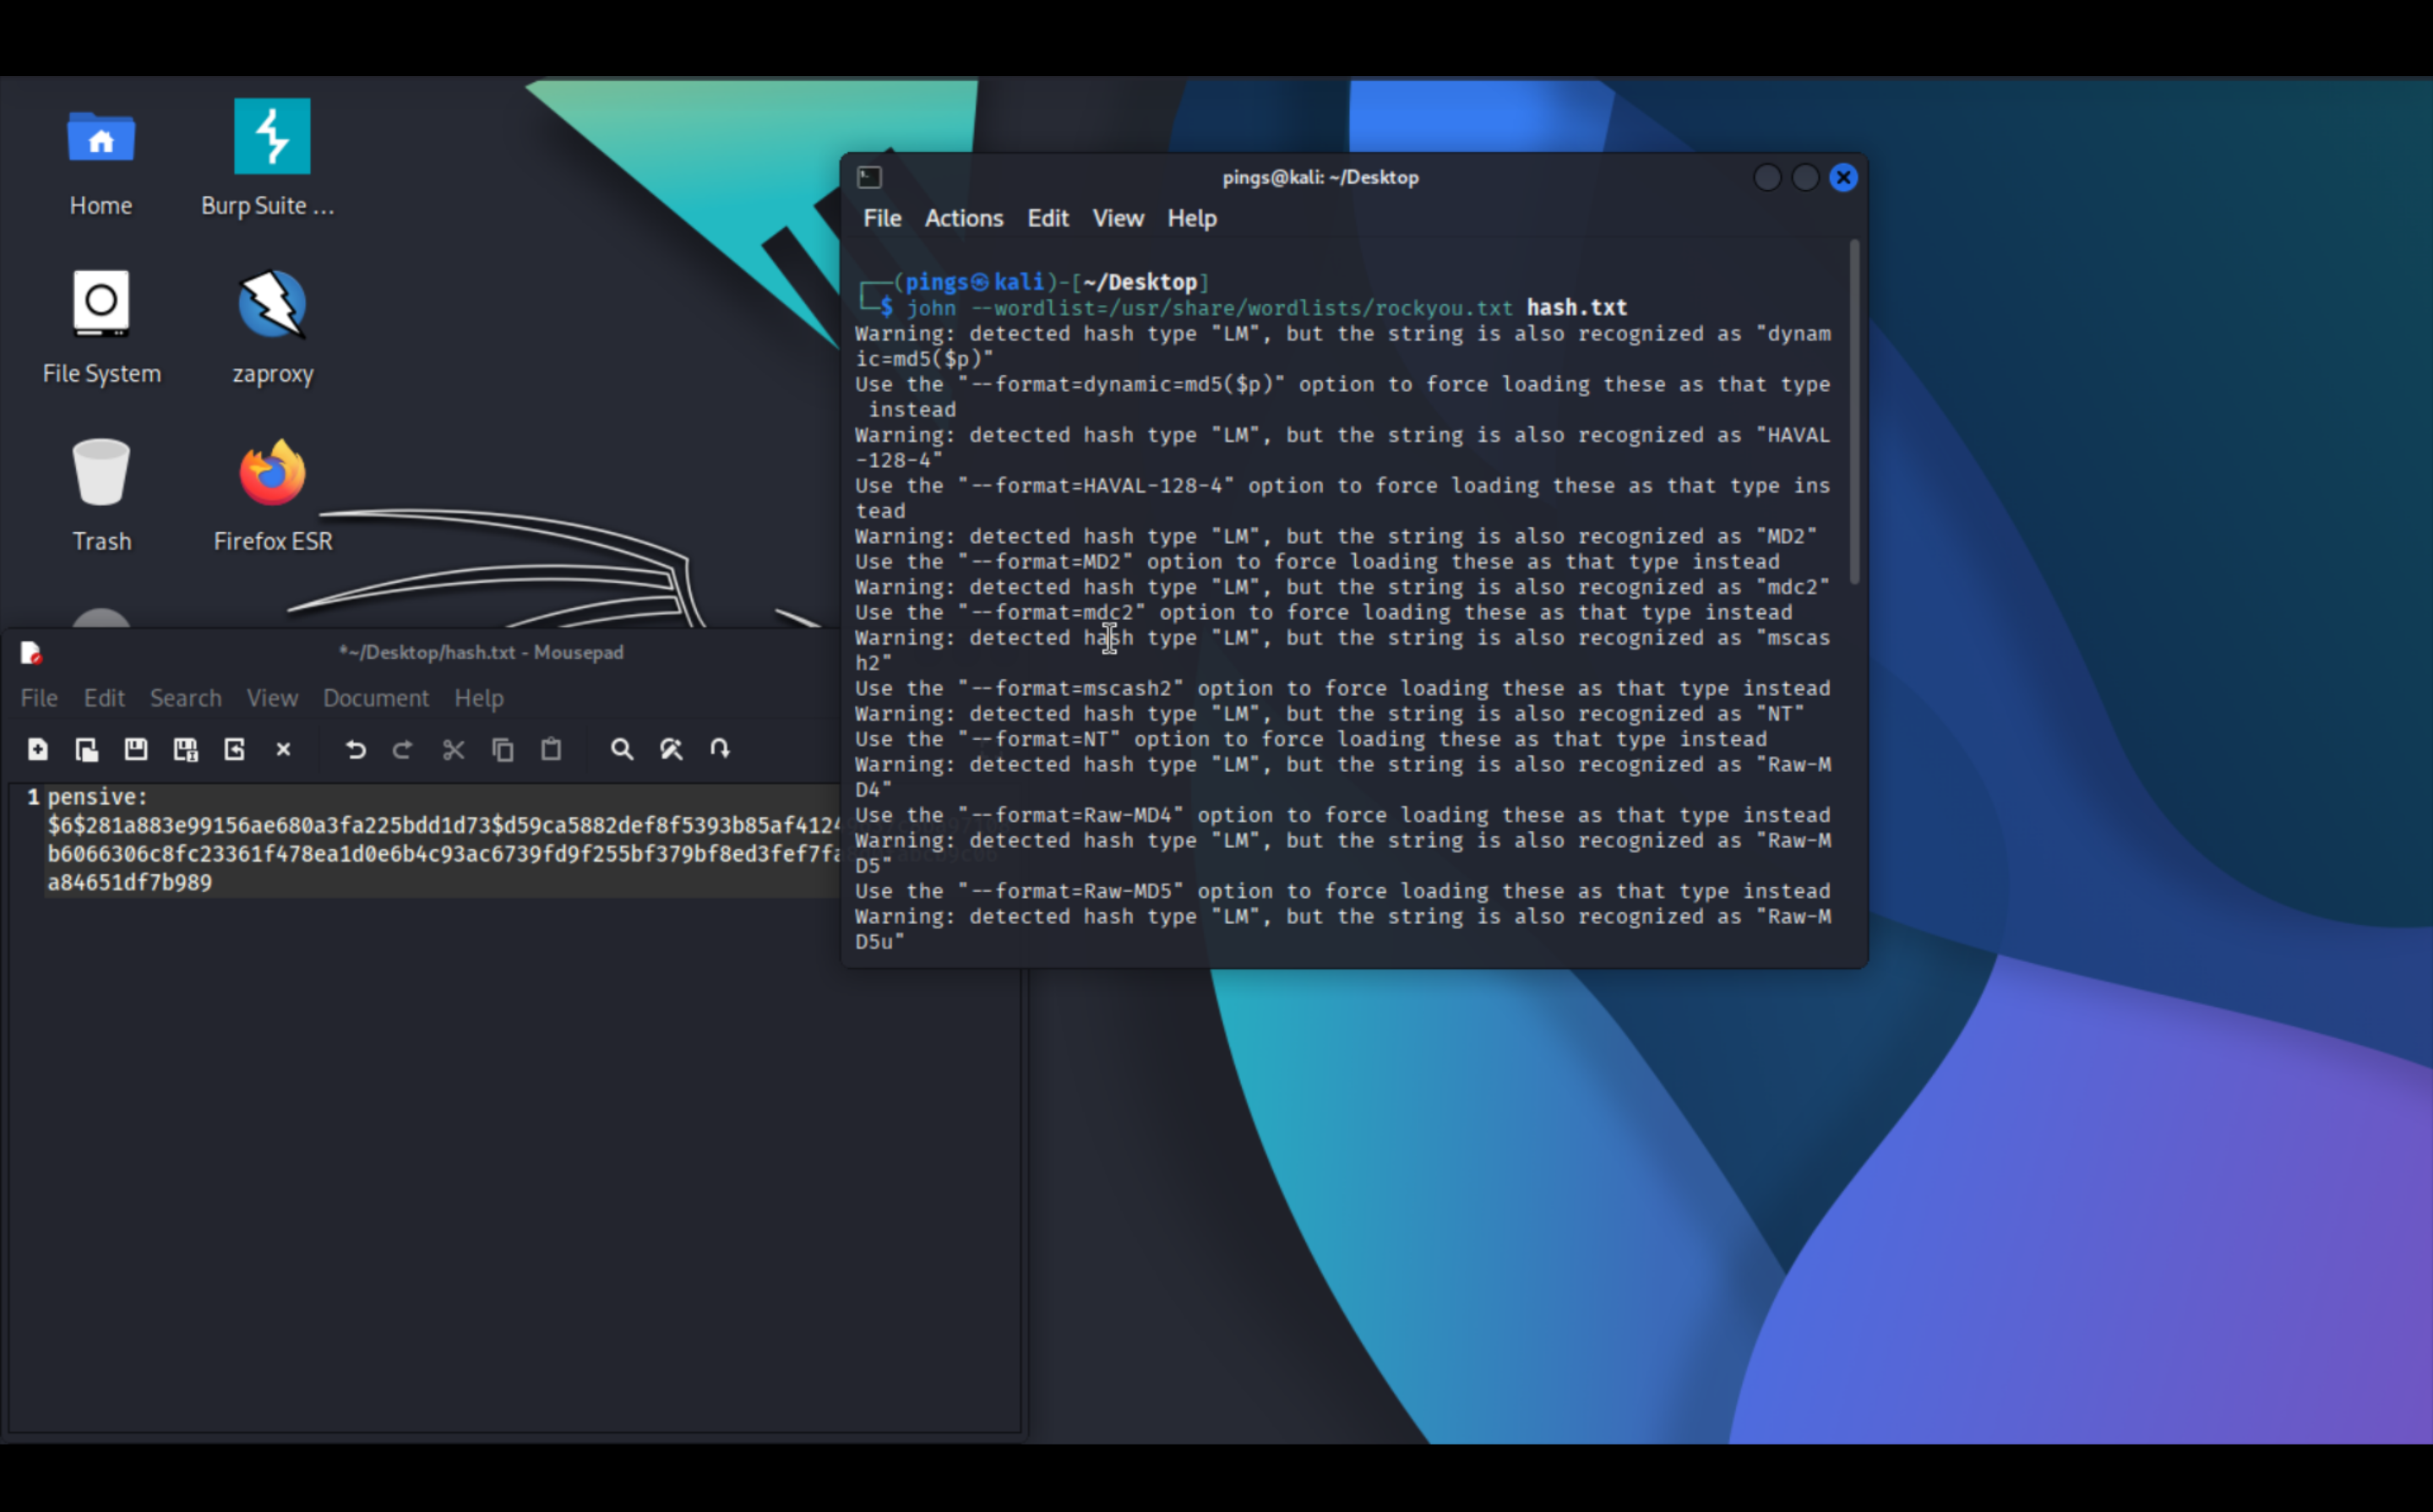 Home
Burp Suite ...
File System
zaproxy
Trash
Firefox ESR
pings@kali: ~/Desktop
File Actions Edit View Help
┌──(pings㉿kali)-[~/Desktop]
└─$ john --wordlist=/usr/share/wordlists/rockyou.txt hash.txt
Warning: detected hash type "LM", but the string is also recognized as "dynam
ic=md5($p)"
Use the "--format=dynamic=md5($p)" option to force loading these as that type
instead
Warning: detected hash type "LM", but the string is also recognized as "HAVAL
-128-4"
Use the "--format=HAVAL-128-4" option to force loading these as that type ins
tead
Warning: detected hash type "LM", but the string is also recognized as "MD2"
Use the "--format=MD2" option to force loading these as that type instead
Warning: detected hash type "LM", but the string is also recognized as "mdc2"
Use the "--format=mdc2" option to force loading these as that type instead
Warning: detected hash type "LM", but the string is also recognized as "mscas
h2"
Use the "--format=mscash2" option to force loading these as that type instead
Warning: detected hash type "LM", but the string is also recognized as "NT"
Use the "--format=NT" option to force loading these as that type instead
Warning: detected hash type "LM", but the string is also recognized as "Raw-M
D4"
Use the "--format=Raw-MD4" option to force loading these as that type instead
Warning: detected hash type "LM", but the string is also recognized as "Raw-M
D5"
Use the "--format=Raw-MD5" option to force loading these as that type instead
Warning: detected hash type "LM", but the string is also recognized as "Raw-M
D5u"
*~/Desktop/hash.txt - Mousepad
File Edit Search View Document Help
1 pensive:
$6$281a883e99156ae680a3fa225bdd1d73$d59ca5882def8f5393b85af4124
b6066306c8fc23361f478ea1d0e6b4c93ac6739fd9f255bf379bf8ed3fef7fa
a84651df7b989